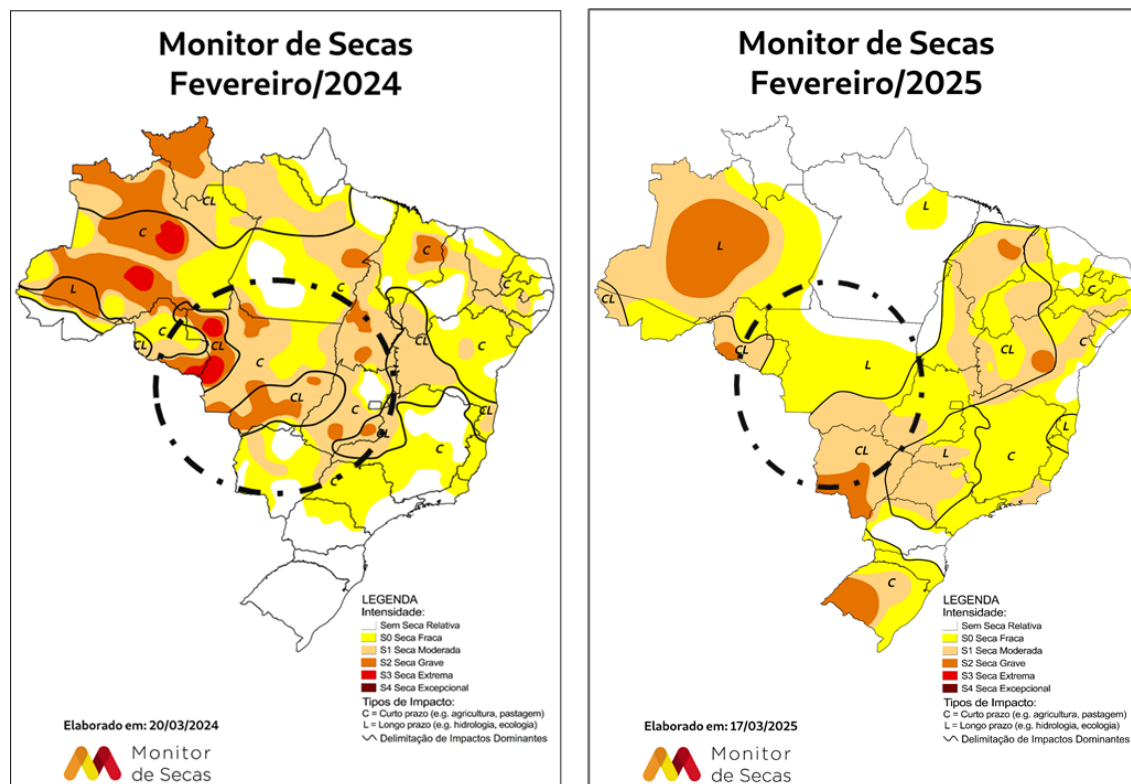 Monitor de Secas
Fevereiro/2024
CL
C
C
L
C
C
CL
C
CL
C
C
CL
C
CL
CL
C
C
LEGENDA
Intensidade:
Sem Seca Relativa
S0 Seca Fraca
S1 Seca Moderada
S2 Seca Grave
S3 Seca Extrema
S4 Seca Excepcional
Tipos de Impacto:
C = Curto prazo (e.g. agricultura, pastagem)
L = Longo prazo (e.g. hidrologia, ecologia)
Delimitação de Impactos Dominantes
Elaborado em: 20/03/2024
Monitor
de Secas
Monitor de Secas
Fevereiro/2025
L
L
CL
C
CL
CL
C
L
CL
L
L
C
C
LEGENDA
Intensidade:
Sem Seca Relativa
S0 Seca Fraca
S1 Seca Moderada
S2 Seca Grave
S3 Seca Extrema
S4 Seca Excepcional
Tipos de Impacto:
C = Curto prazo (e.g. agricultura, pastagem)
L = Longo prazo (e.g. hidrologia, ecologia)
Delimitação de Impactos Dominantes
Elaborado em: 17/03/2025
Monitor
de Secas